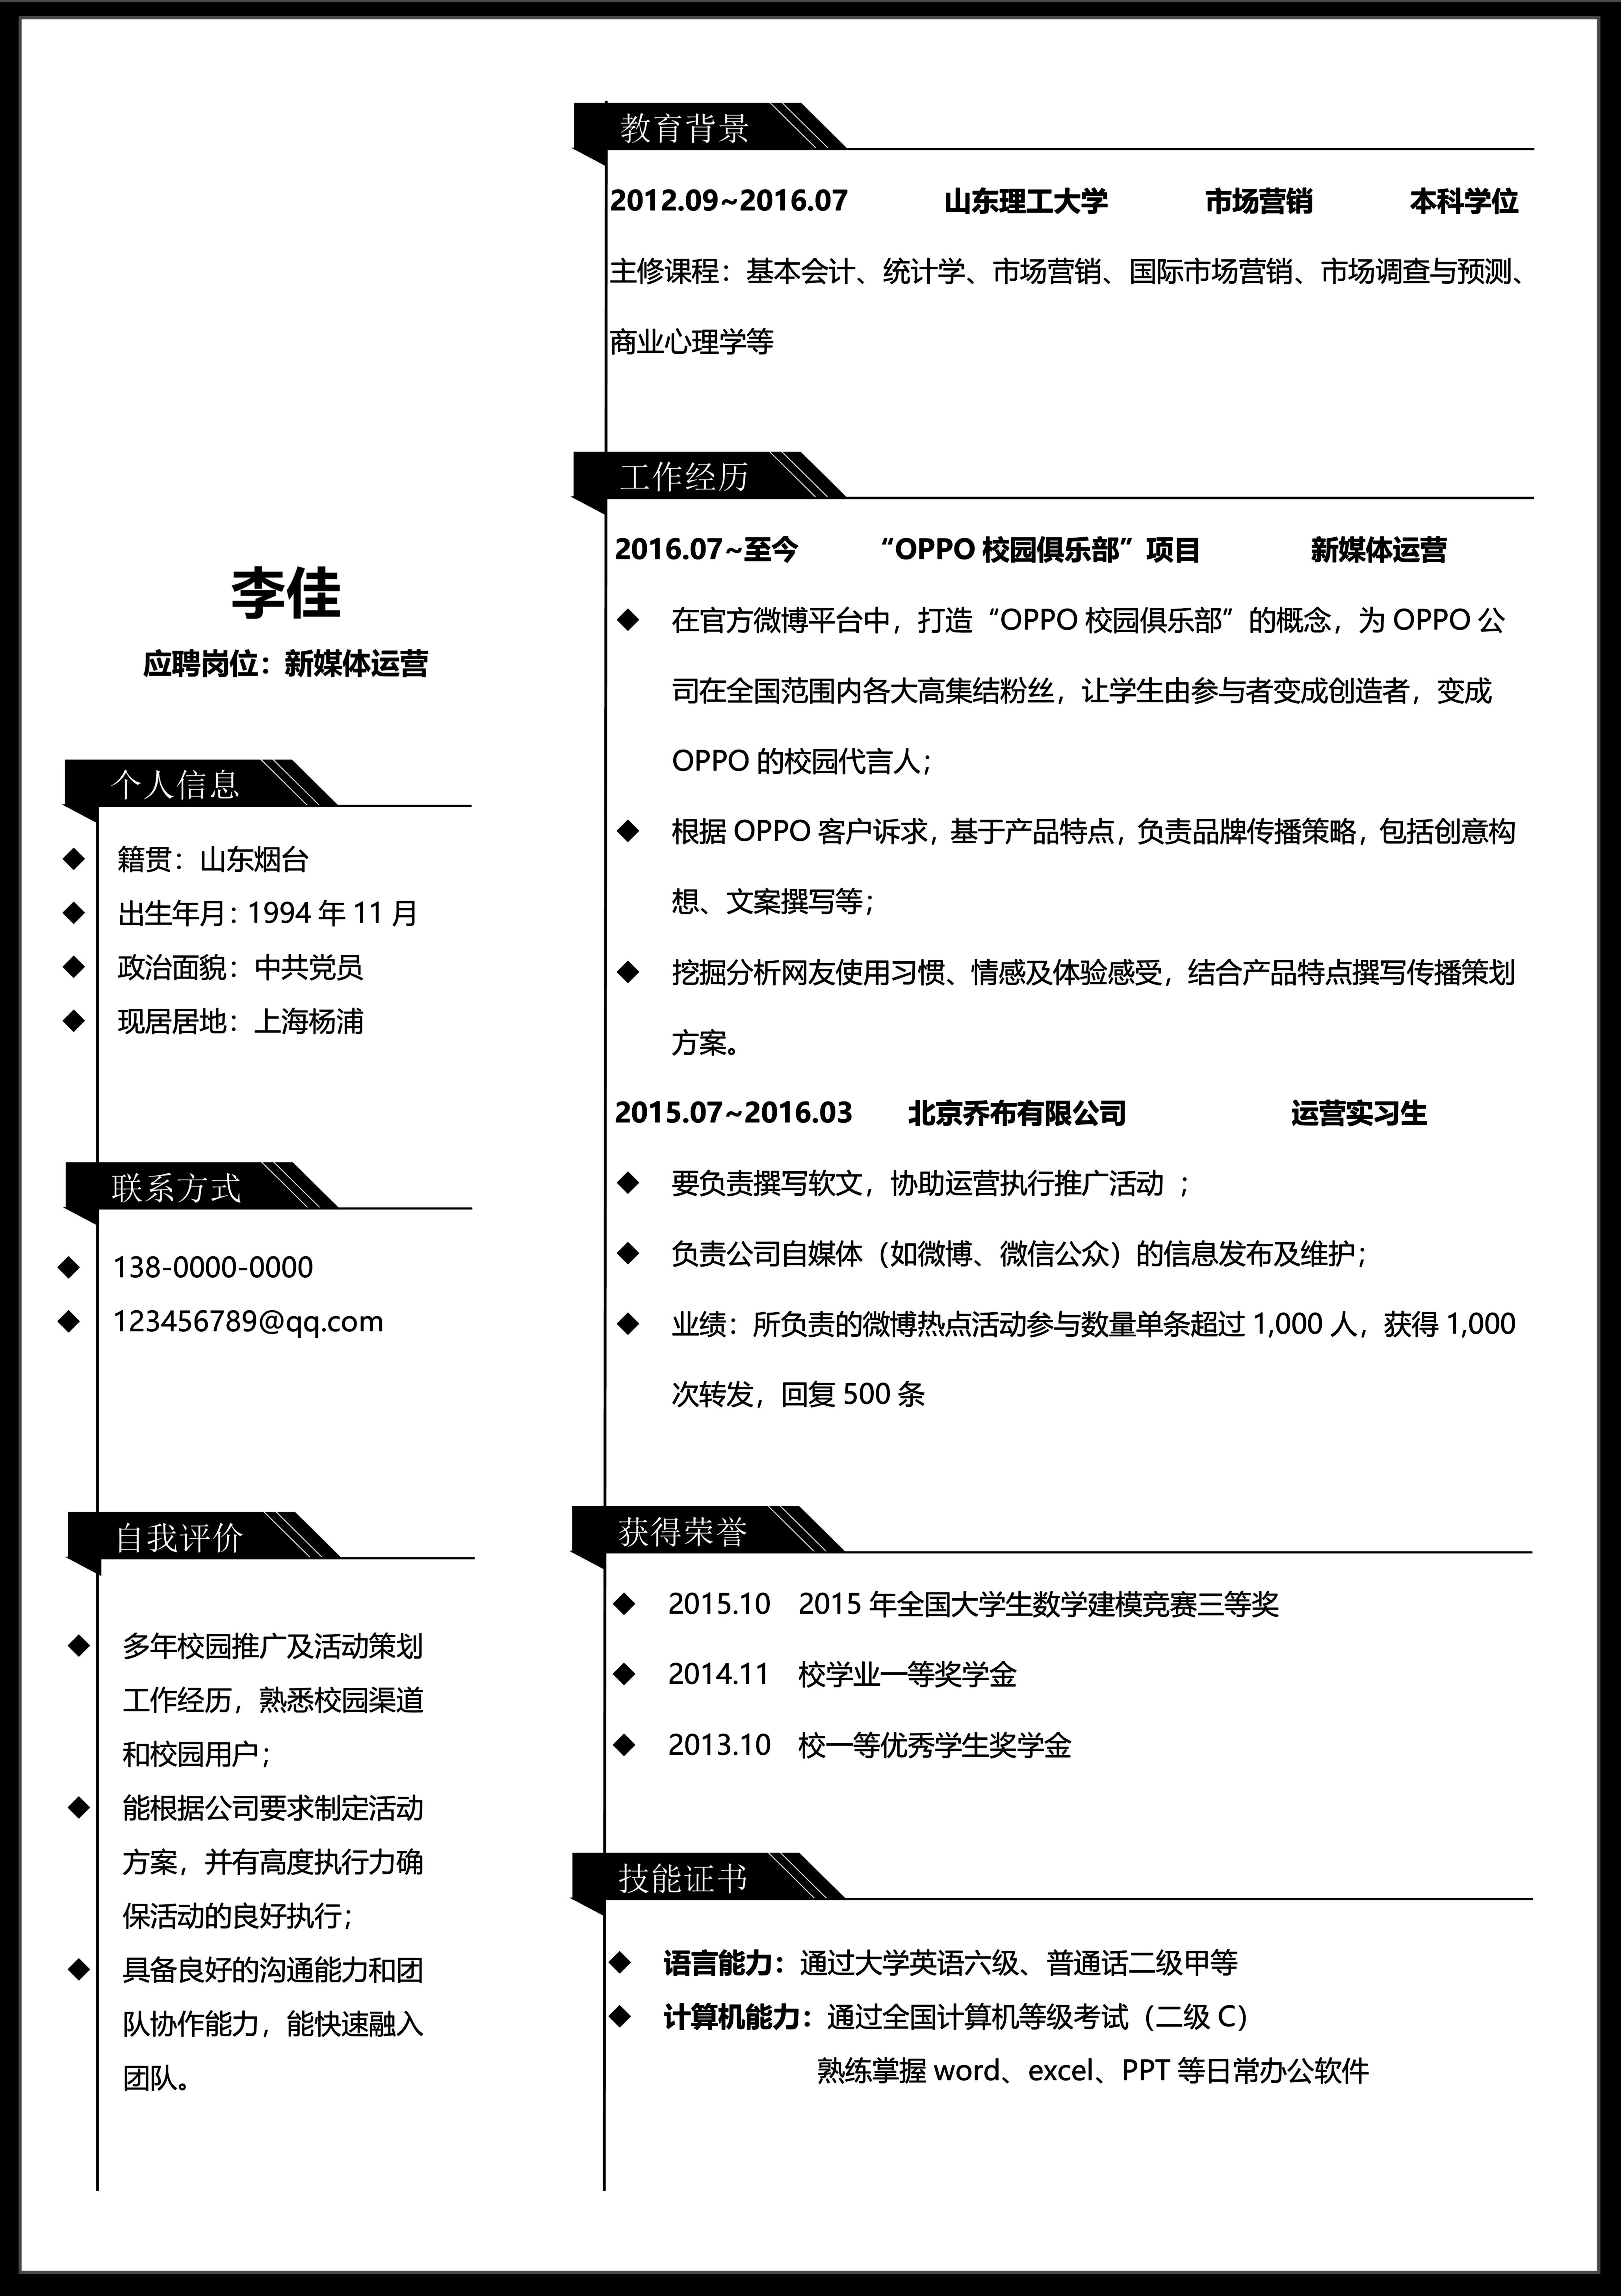 李佳
应聘岗位：新媒体运营
个人信息
籍贯：山东烟台
出生年月：1994 年 11 月
政治面貌：中共党员
现居居地：上海杨浦
联系方式
138-0000-0000
123456789@qq.com
自我评价
多年校园推广及活动策划
工作经历，熟悉校园渠道
和校园用户；
能根据公司要求制定活动
方案，并有高度执行力确
保活动的良好执行；
具备良好的沟通能力和团
队协作能力，能快速融入
团队。
教育背景
2012.09~2016.07 山东理工大学 市场营销 本科学位
主修课程：基本会计、统计学、市场营销、国际市场营销、市场调查与预测、
商业心理学等
工作经历
2016.07~至今 “OPPO 校园俱乐部”项目 新媒体运营
在官方微博平台中，打造“OPPO 校园俱乐部”的概念，为 OPPO 公
司在全国范围内各大高集结粉丝，让学生由参与者变成创造者，变成
OPPO 的校园代言人；
根据 OPPO 客户诉求，基于产品特点，负责品牌传播策略，包括创意构
想、文案撰写等；
挖掘分析网友使用习惯、情感及体验感受，结合产品特点撰写传播策划
方案。
2015.07~2016.03 北京乔布有限公司 运营实习生
要负责撰写软文，协助运营执行推广活动 ；
负责公司自媒体（如微博、微信公众）的信息发布及维护；
业绩：所负责的微博热点活动参与数量单条超过 1,000 人，获得 1,000
次转发，回复 500 条
获得荣誉
2015.10 2015 年全国大学生数学建模竞赛三等奖
2014.11 校学业一等奖学金
2013.10 校一等优秀学生奖学金
技能证书
语言能力：通过大学英语六级、普通话二级甲等
计算机能力：通过全国计算机等级考试（二级 C）
熟练掌握 word、excel、PPT 等日常办公软件